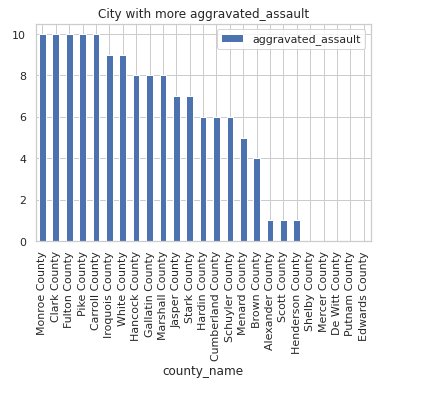 City with more aggravated_assault
aggravated_assault
10
8
6
4
2
0
Monroe County
Clark County
Fulton County
Pike County
Carroll County
Iroquois County
White County
Hancock County
Gallatin County
Marshall County
Jasper County
Stark County
Hardin County
Cumberland County
Schuyler County
Menard County
Brown County
Alexander County
Scott County
Henderson County
Shelby County
Mercer County
De Witt County
Putnam County
Edwards County
county_name